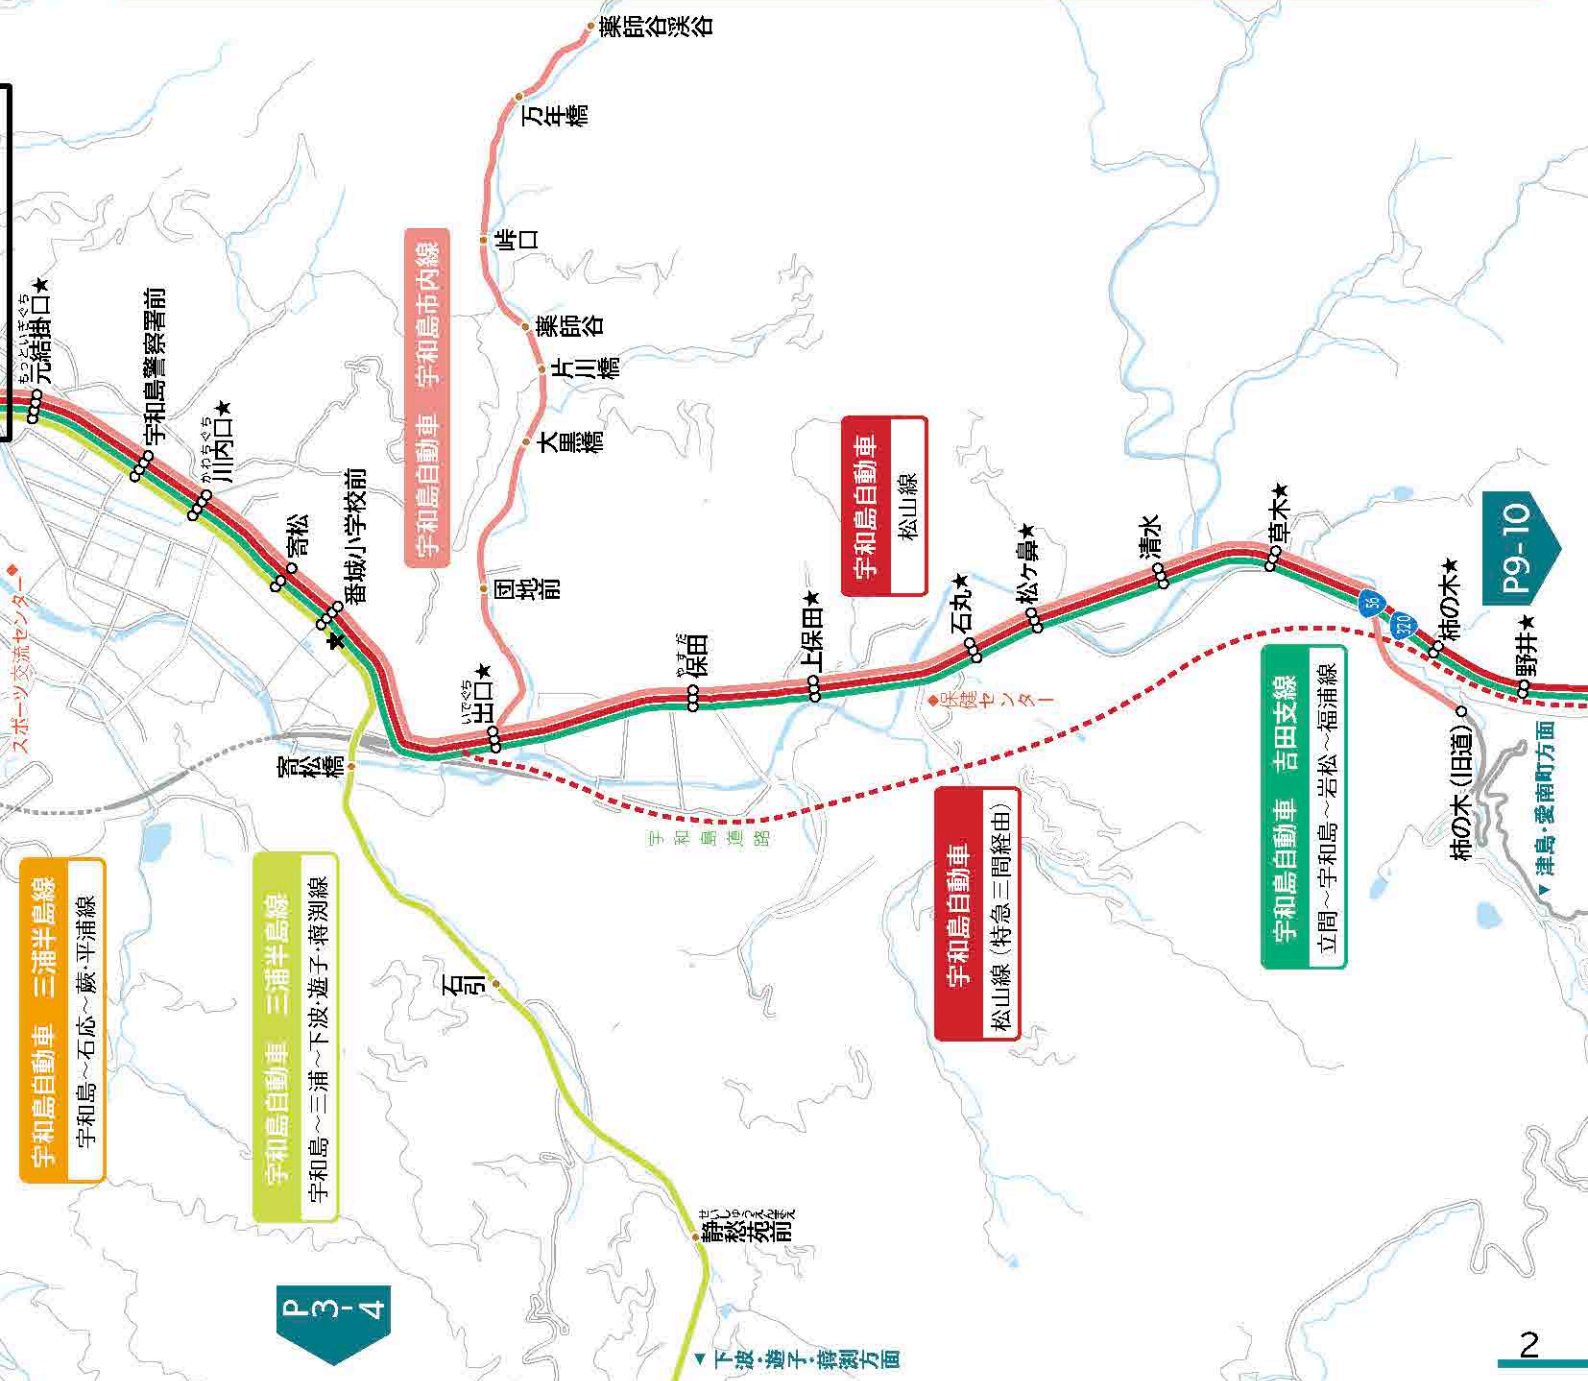 薬師谷渓谷
万年橋
峠口
薬師谷
片川橋
大黒橋
団地前
宇和島自動車 宇和島市内線
もっといぎぐち
元結掛口★
宇和島警察署前
かわちぐち
川内口★
寄松
番城小学校前
スポーツ交流センター
いでぐち
出口★
やすだ
保田
上保田★
石丸★
松ケ鼻★
清水
草木★
56
320
柿の木★
野井★
柿の木(旧道)
P9-10
宇和島自動車
松山線
保健センター
宇和島道路
寄松橋
石引
せいしゅうえんまえ
静愁苑前
宇和島自動車 三浦半島線
宇和島～石応～蕨・平浦線
宇和島自動車 三浦半島線
宇和島～三浦～下波・遊子・蒋渕線
宇和島自動車
松山線(特急三間経由)
宇和島自動車 吉田支線
立間～宇和島～岩松～福浦線
▼津島・愛南町方面
P3-4
▼下波・遊子・蒋渕方面
2